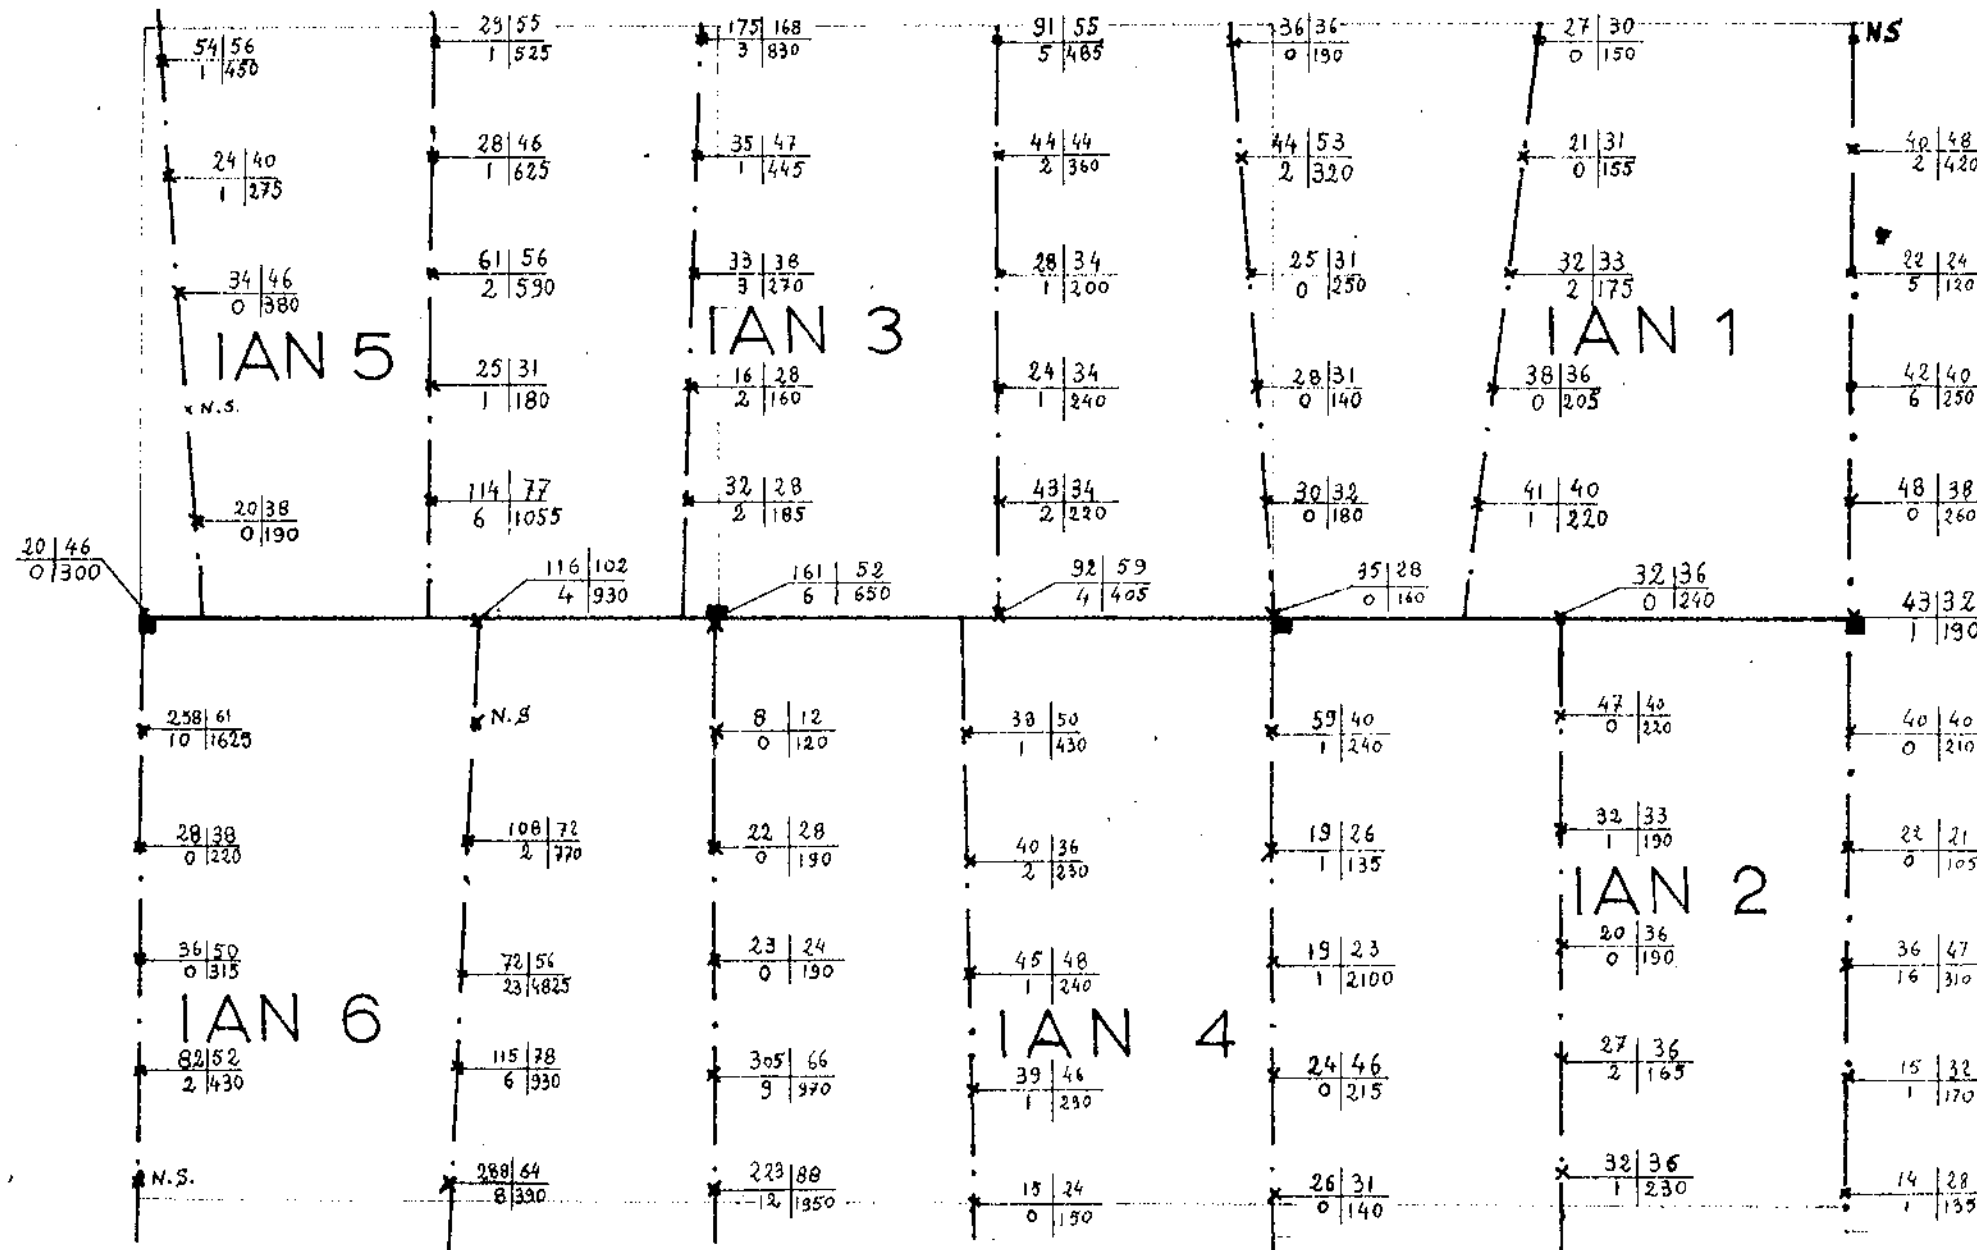 29|55 175|168 91|55 36|36 27|30 NS
54|56 1|525 3|830 5|485 0|190 0|150
1|450
28|46 35|47 44|44 44|53 21|31 40|48
24|40 1|625 1|445 2|360 2|320 0|155 2|420
1|275
61|56 33|38 28|34 25|31 32|33 22|24
34|46 2|590 3|270 1|200 0|250 2|175 5|120
0|380
IAN 5 IAN 3 IAN 1
25|31 16|28 24|34 28|31 38|36 42|40
N.S. 1|180 2|160 1|240 0|140 0|205 6|250
114|77 32|28 43|34 30|32 41|40 48|38
20|38 6|1055 2|185 2|220 0|180 1|220 0|260
0|190
20|46 116|102 161|52 92|59 35|28 32|36 43|32
0|300 4|930 6|650 4|405 0|160 0|240 1|190
258|61 N.S 8|12 38|50 59|40 47|40 40|40
10|1625 0|120 1|430 1|240 0|220 0|210
28|38 108|72 22|28 40|36 19|26 32|33 22|21
0|220 2|770 0|190 2|230 1|135 1|190 0|105
IAN 2
36|50 72|56 23|24 45|48 19|23 20|36 36|47
0|315 23|4825 0|190 1|240 1|2100 0|190 16|310
IAN 6 IAN 4
82|52 115|78 305|66 39|46 24|46 27|36 15|32
2|430 6|930 9|970 1|290 0|215 2|165 1|170
N.S. 288|64 223|88 15|24 26|31 32|36 14|28
8|390 12|1950 0|150 0|140 1|230 1|135